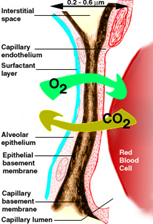 0.2 - 0.6 µm
Interstitial
space
Capillary
endothelium
Surfactant
layer
O2
CO2
Alveolar
epithelium
Epithelial
basement
membrane
Red
Blood
Cell
Capillary
basement
membrane
Capillary lumen